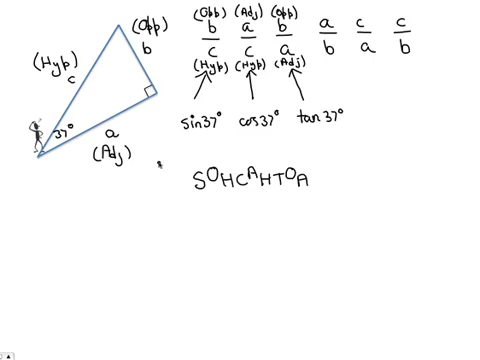 (Opp)
b
(Hyp)
c
37°
a
(Adj)
(Opp) (Adj) (Opp)
b/c a/c b/a a/b c/a c/b
(Hyp) (Hyp) (Adj)
sin37° cos37° tan37°
SOHCAHTOA